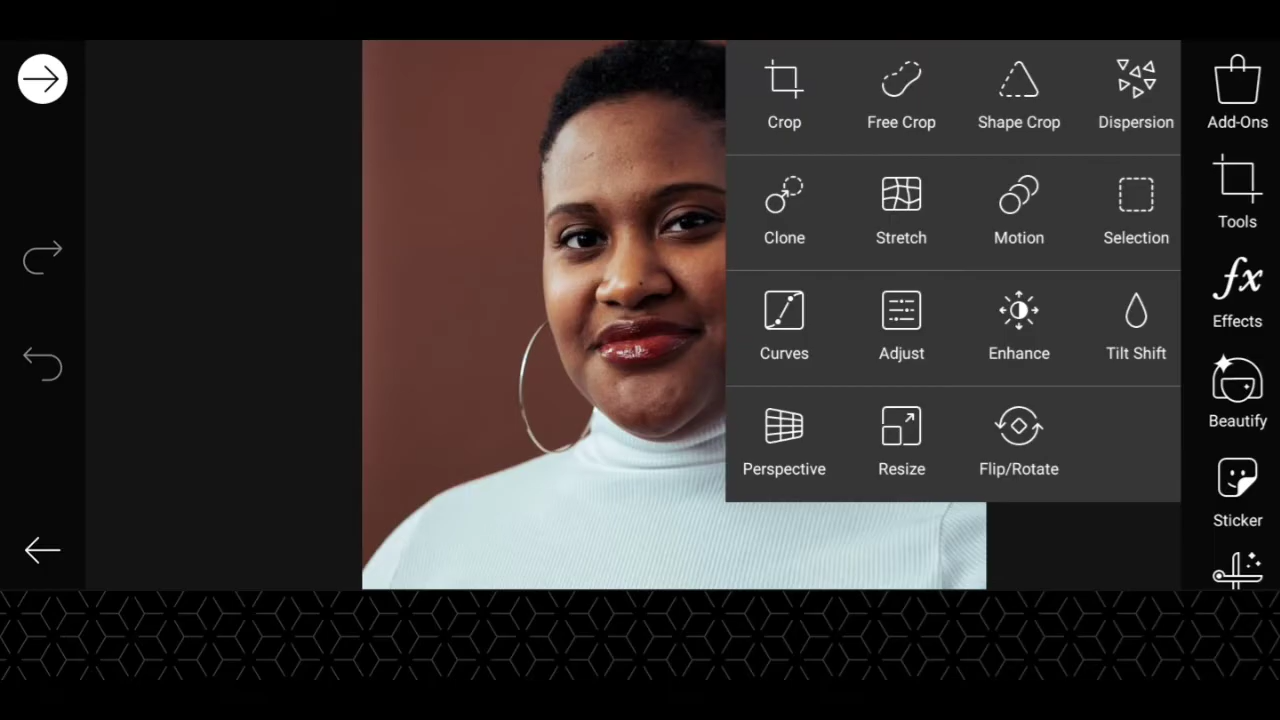 Crop
Free Crop
Shape Crop
Dispersion
Clone
Stretch
Motion
Selection
Curves
Adjust
Enhance
Tilt Shift
Perspective
Resize
Flip/Rotate
Add-Ons
Tools
fx
Effects
Beautify
Sticker